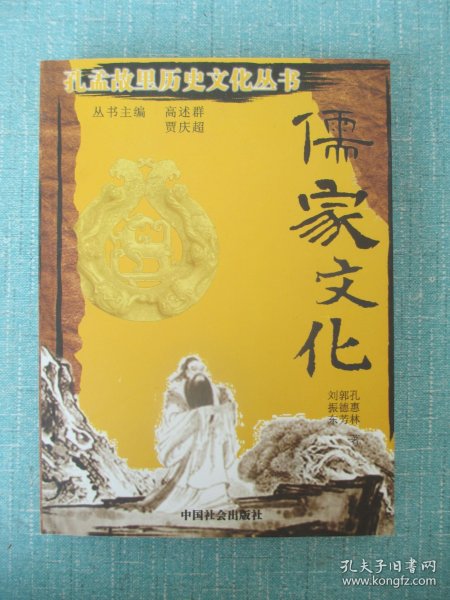 孔孟故里历史文化丛书
丛书主编 高述群
贾庆超
儒家文化
孔惠林
郭德芳
刘振东
著
中国社会出版社
孔夫子旧书网
www.kongfz.com